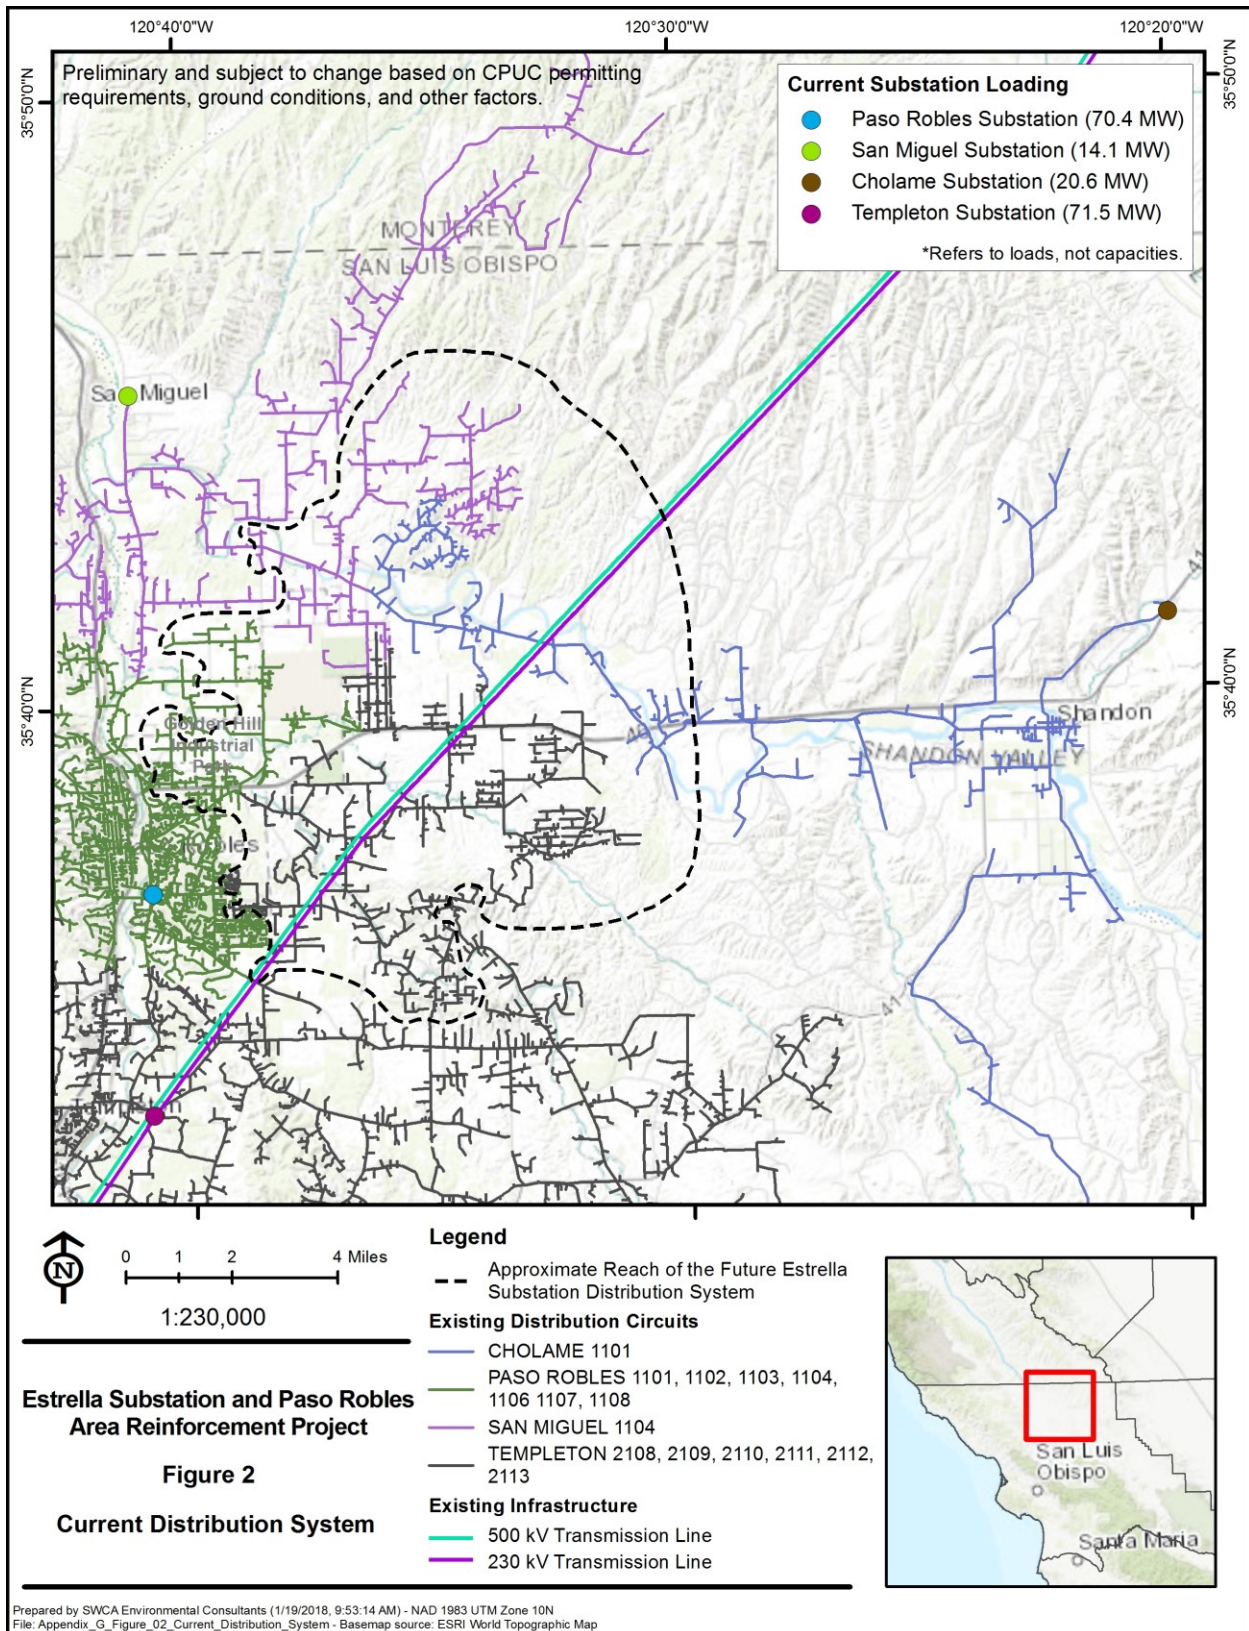 120°40'0"W
120°30'0"W
120°20'0"W
35°50'0"N
35°50'0"N
35°40'0"N
35°40'0"N
Preliminary and subject to change based on CPUC permitting
requirements, ground conditions, and other factors.
Current Substation Loading
Paso Robles Substation (70.4 MW)
San Miguel Substation (14.1 MW)
Cholame Substation (20.6 MW)
Templeton Substation (71.5 MW)
*Refers to loads, not capacities.
MONTEREY
SAN LUIS OBISPO
Sa Miguel
Golden Hill
Industrial
Park
46
41
Shandon
SHANDON VALLEY
41
0 1 2 4 Miles
N
1:230,000
Estrella Substation and Paso Robles
Area Reinforcement Project
Figure 2
Current Distribution System
Legend
Approximate Reach of the Future Estrella
Substation Distribution System
Existing Distribution Circuits
CHOLAME 1101
PASO ROBLES 1101, 1102, 1103, 1104,
1106 1107, 1108
SAN MIGUEL 1104
TEMPLETON 2108, 2109, 2110, 2111, 2112,
2113
Existing Infrastructure
500 kV Transmission Line
230 kV Transmission Line
San Luis
Obispo
Santa Maria
Prepared by SWCA Environmental Consultants (1/19/2018, 9:53:14 AM) - NAD 1983 UTM Zone 10N
File: Appendix_G_Figure_02_Current_Distribution_System - Basemap source: ESRI World Topographic Map